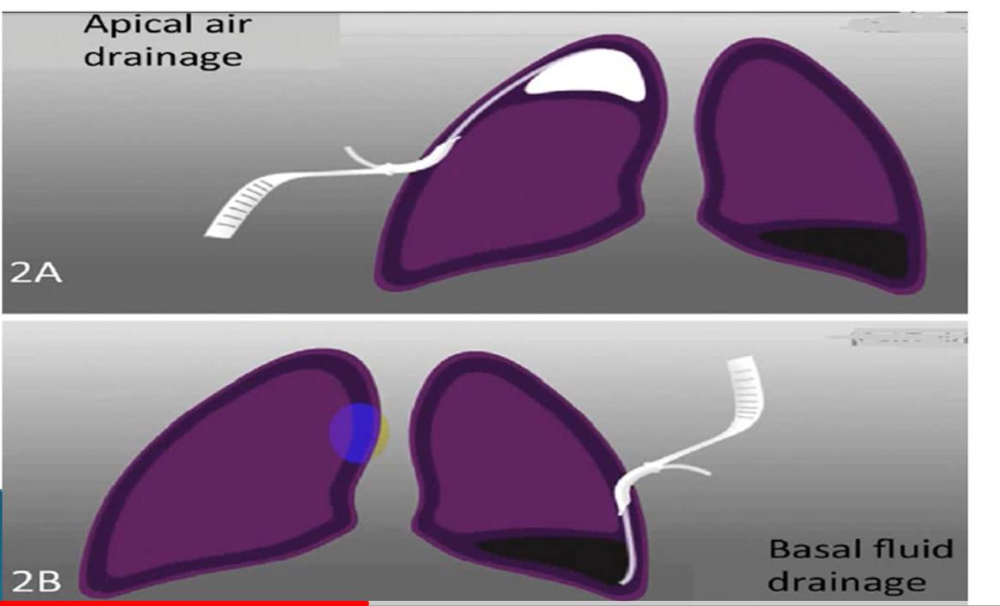 Apical air
drainage
2A
Basal fluid
drainage
2B